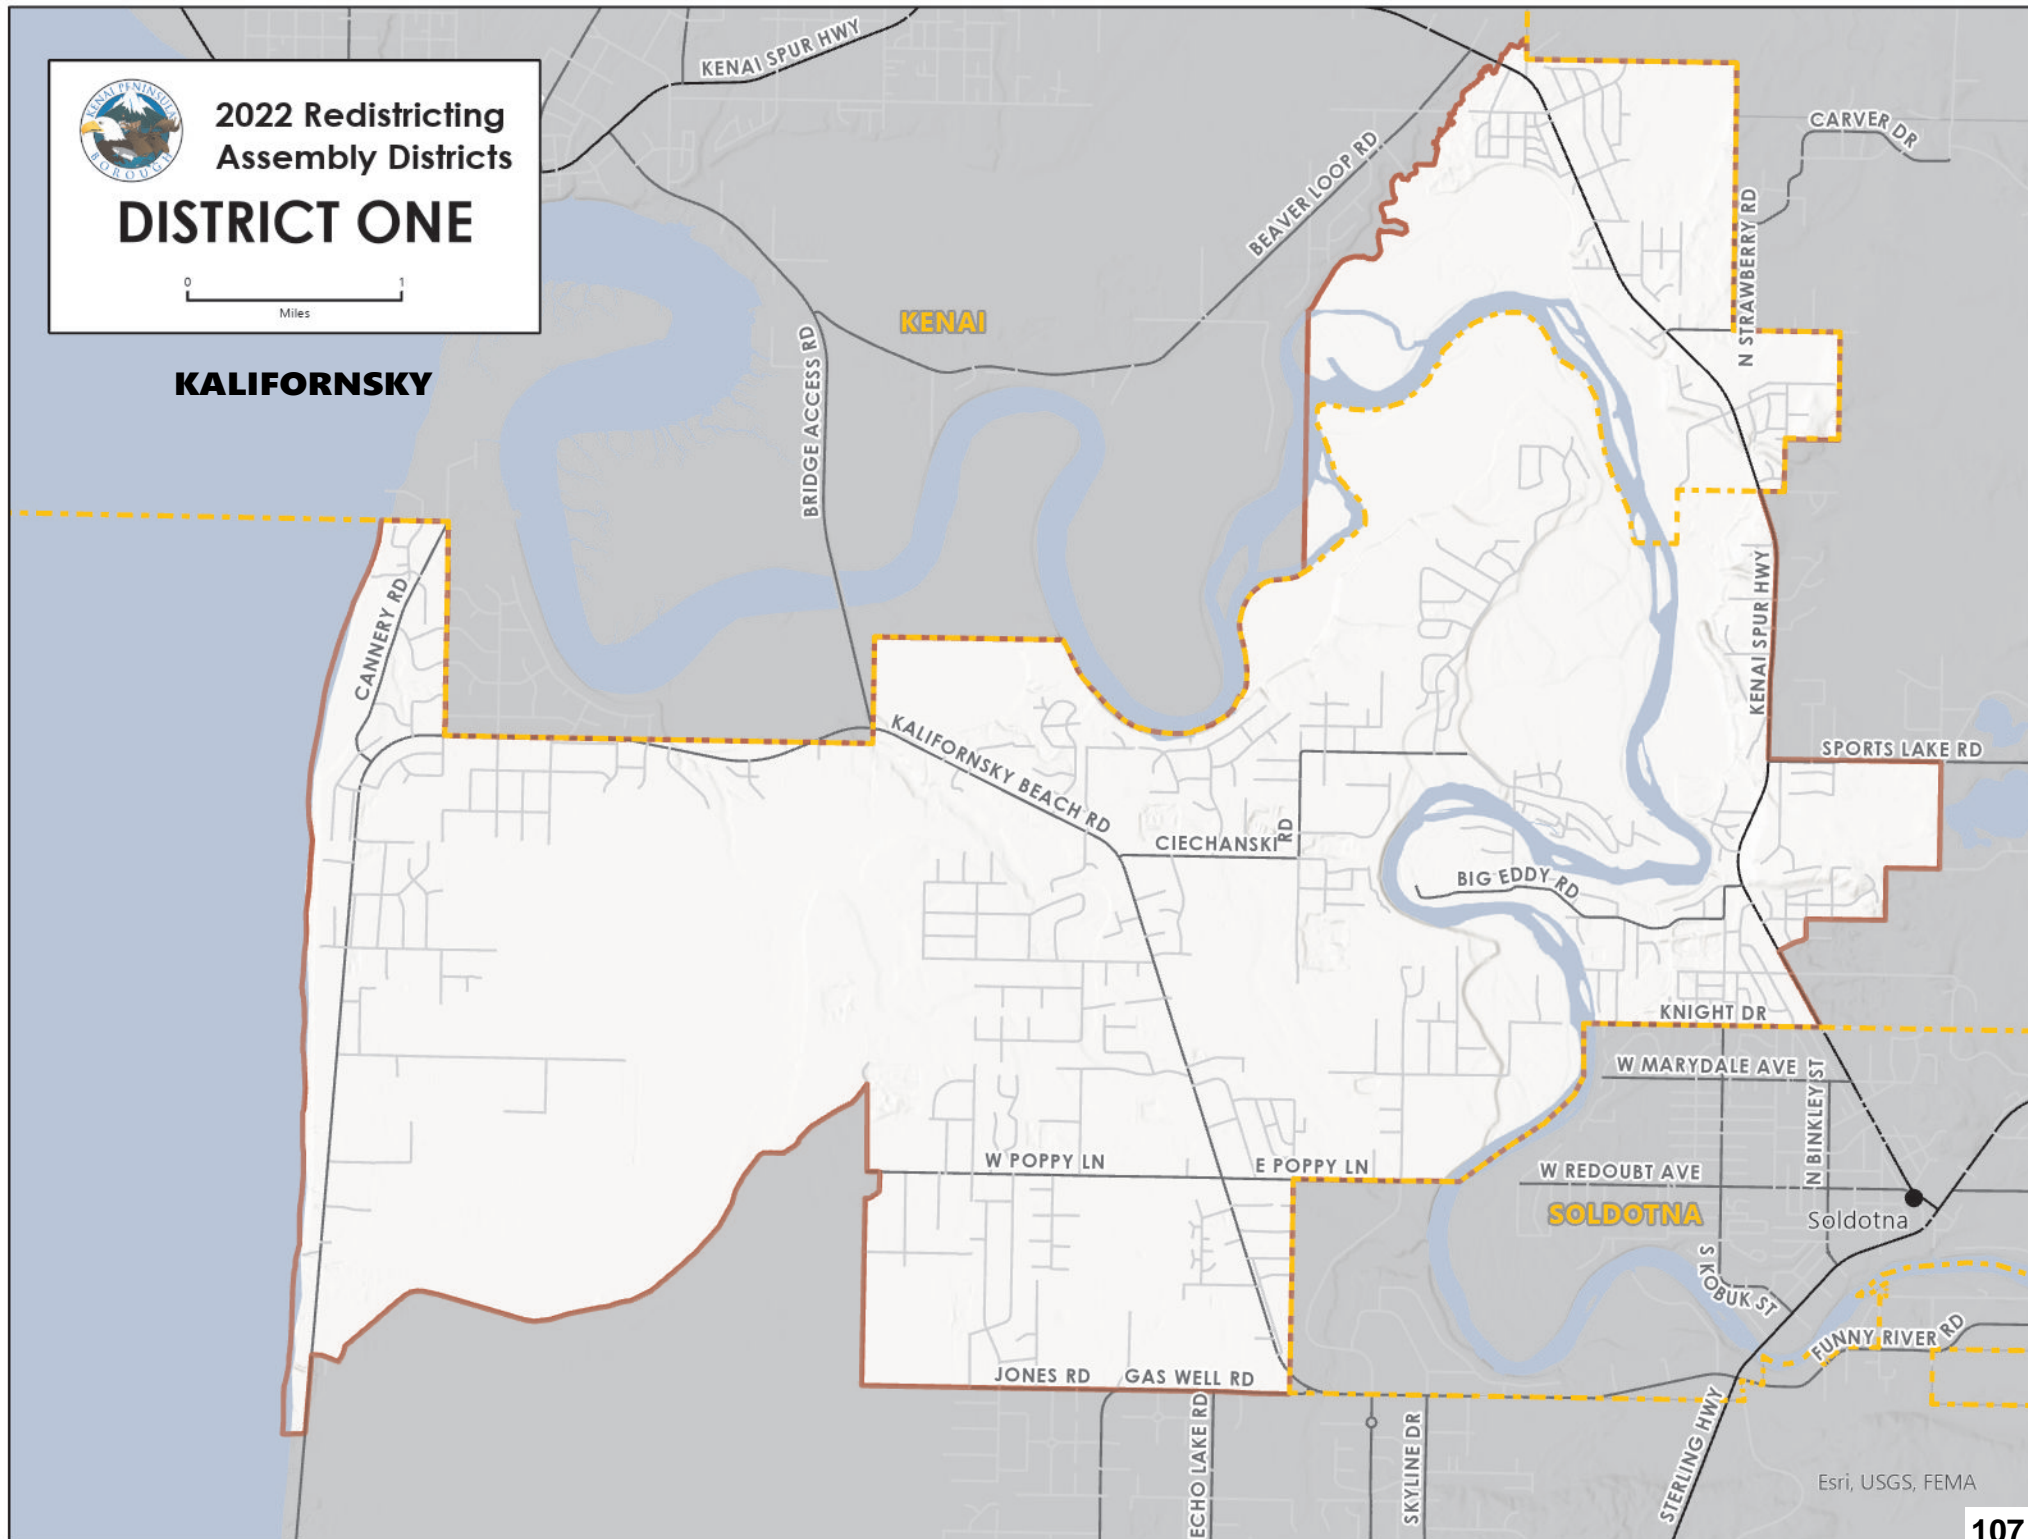 KENAI SPUR HWY
KENAI PENINSULA
BOROUGH
2022 Redistricting
Assembly Districts
DISTRICT ONE
0 1
Miles
CARVER DR
BEAVER LOOP RD
N STRAWBERRY RD
KENAI
BRIDGE ACCESS RD
KALIFORNSKY
CANNERY RD
KENAI SPUR HWY
KALIFORNSKY BEACH RD
SPORTS LAKE RD
CIECHANSKI RD
BIG EDDY RD
KNIGHT DR
W MARYDALE AVE
N BINKLEY ST
W POPPY LN
E POPPY LN
W REDOUBT AVE
SOLDOTNA
Soldotna
S KOBUK ST
FUNNY RIVER RD
JONES RD
GAS WELL RD
ECHO LAKE RD
SKYLINE DR
STERLING HWY
Esri, USGS, FEMA
107